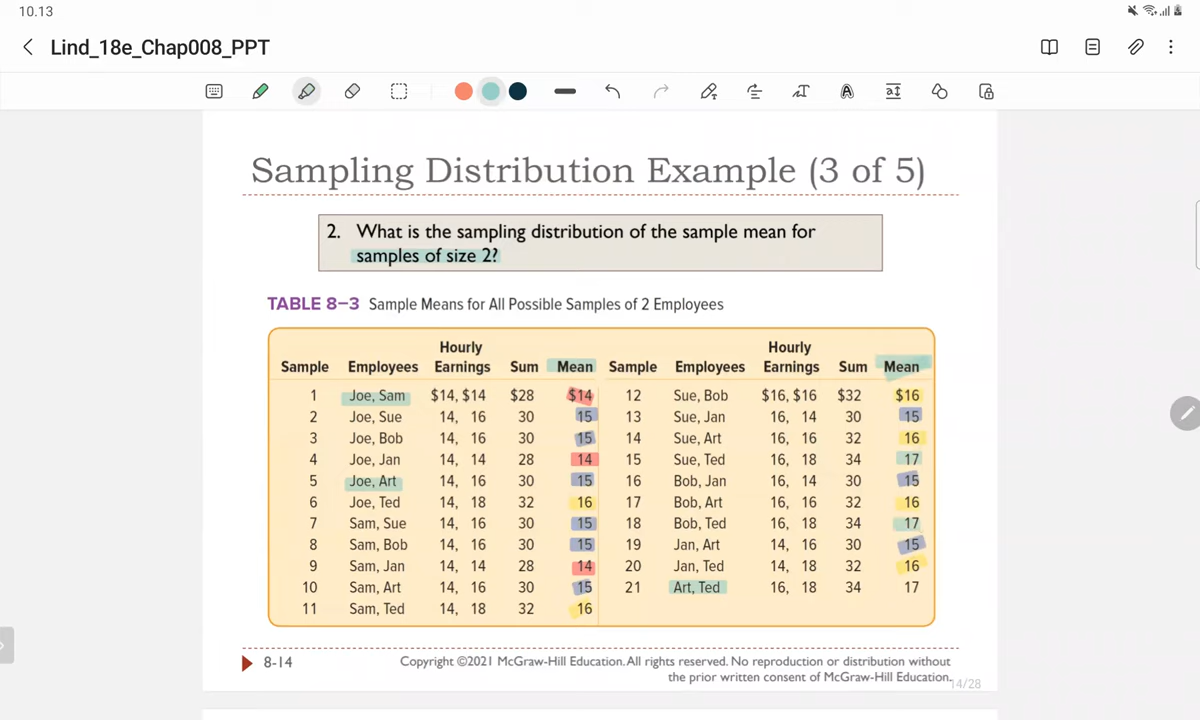 10.13
Lind_18e_Chap008_PPT
Sampling Distribution Example (3 of 5)
2. What is the sampling distribution of the sample mean for
samples of size 2?
TABLE 8–3 Sample Means for All Possible Samples of 2 Employees
Hourly Hourly
Sample Employees Earnings Sum Mean Sample Employees Earnings Sum Mean
1 Joe, Sam $14, $14 $28 $14 12 Sue, Bob $16, $16 $32 $16
2 Joe, Sue 14, 16 30 15 13 Sue, Jan 16, 14 30 15
3 Joe, Bob 14, 16 30 15 14 Sue, Art 16, 16 32 16
4 Joe, Jan 14, 14 28 14 15 Sue, Ted 16, 18 34 17
5 Joe, Art 14, 16 30 15 16 Bob, Jan 16, 14 30 15
6 Joe, Ted 14, 18 32 16 17 Bob, Art 16, 16 32 16
7 Sam, Sue 14, 16 30 15 18 Bob, Ted 16, 18 34 17
8 Sam, Bob 14, 16 30 15 19 Jan, Art 14, 16 30 15
9 Sam, Jan 14, 14 28 14 20 Jan, Ted 14, 18 32 16
10 Sam, Art 14, 16 30 15 21 Art, Ted 16, 18 34 17
11 Sam, Ted 14, 18 32 16
8-14
Copyright ©2021 McGraw-Hill Education. All rights reserved. No reproduction or distribution without
the prior written consent of McGraw-Hill Education.
14/28